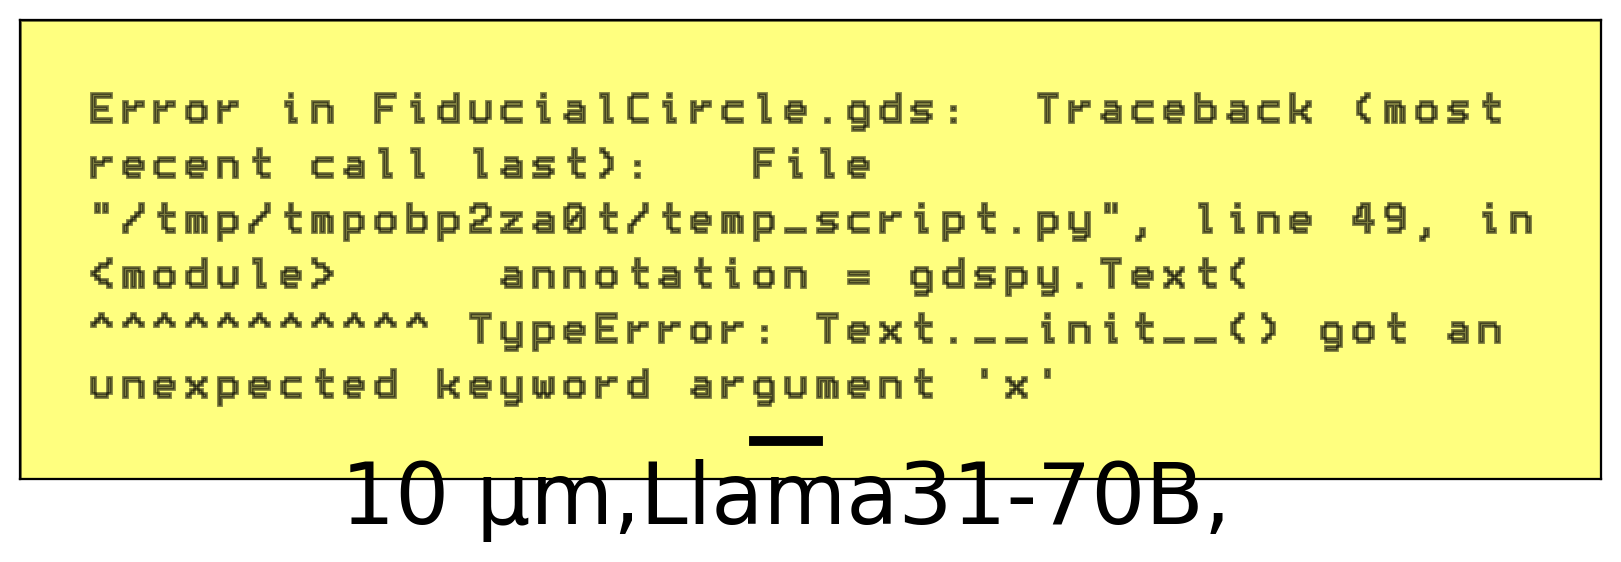 Error in FiducialCircle.gds:  Traceback (most
recent call last):   File
"/tmp/tmpobp2za0t/temp_script.py", line 49, in
<module>     annotation = gdspy.Text(
^^^^^^^^^^^ TypeError: Text.__init__() got an
unexpected keyword argument 'x'
10 μm,Llama31-70B,